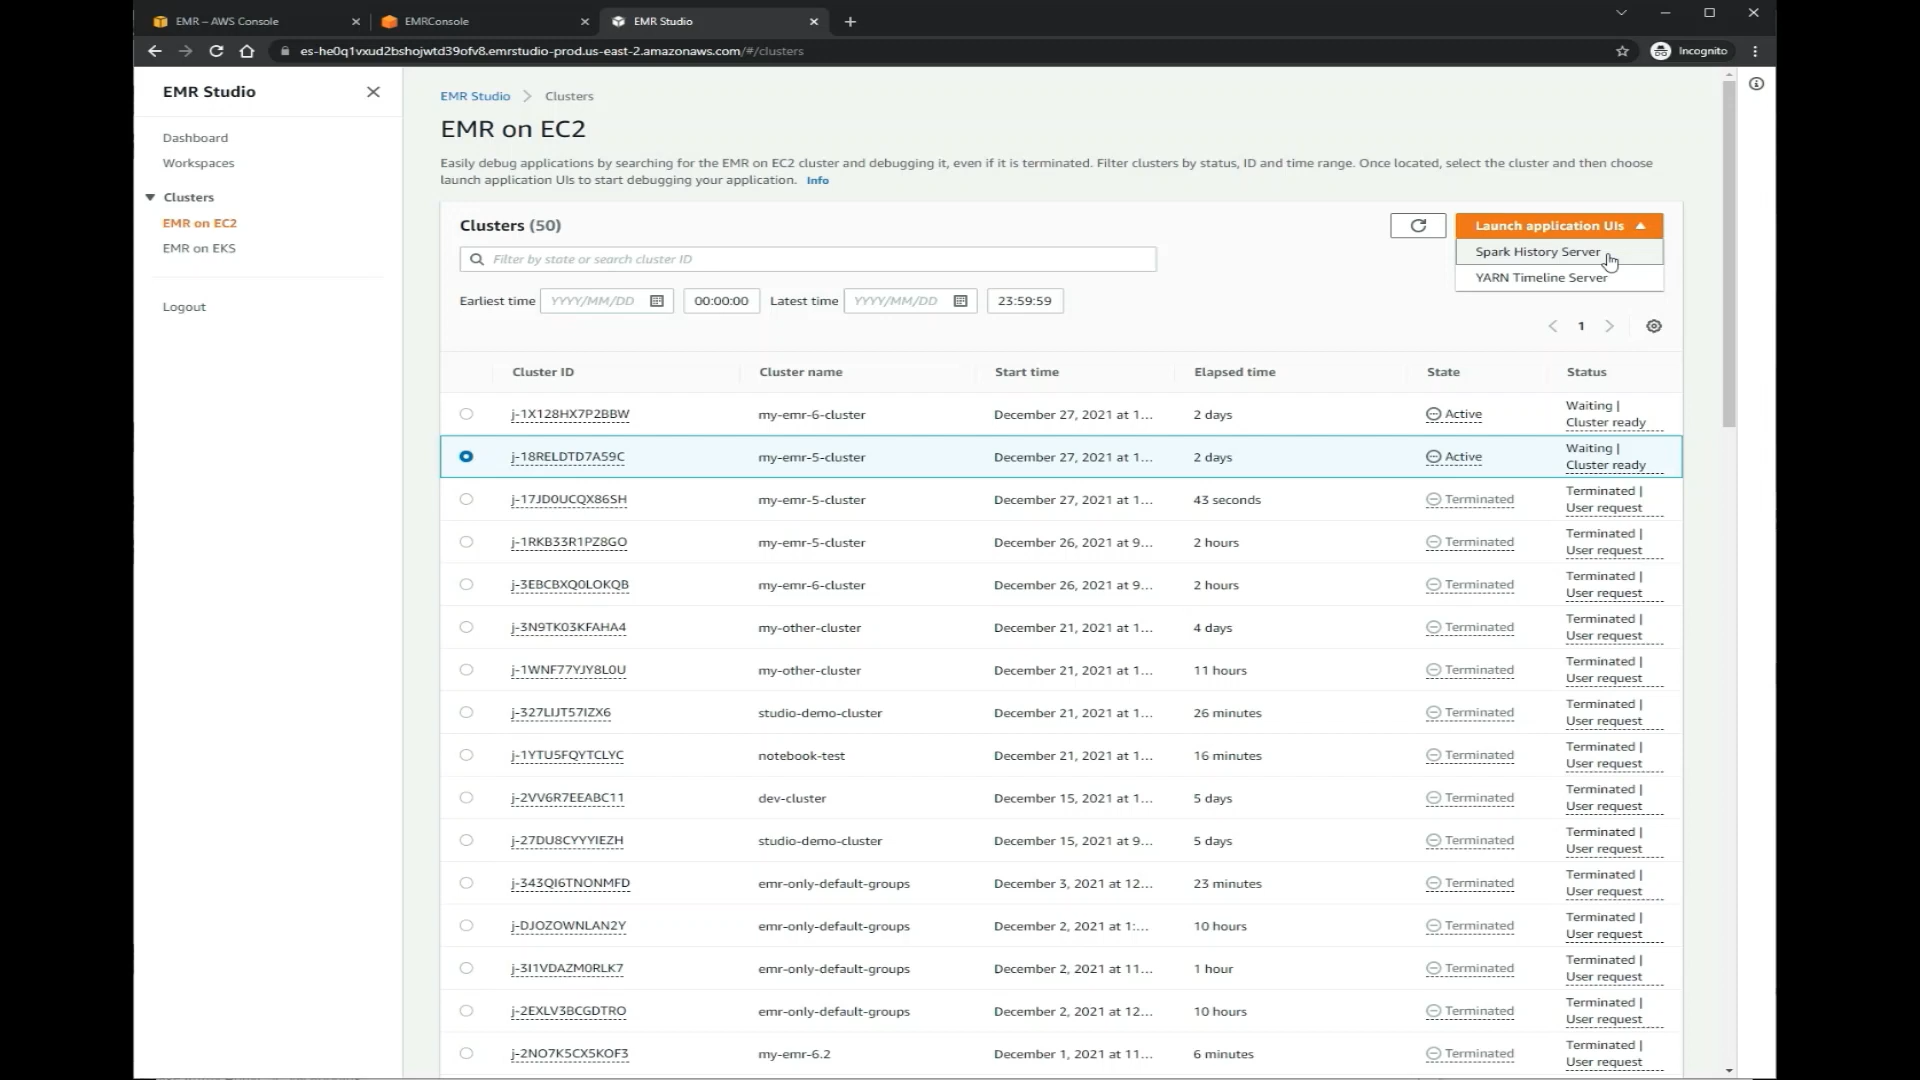 EMR – AWS Console
EMRConsole
EMR Studio
es-he0q1vxud2bshojwtd39ofv8.emrstudio-prod.us-east-2.amazonaws.com/#/clusters
Incognito
EMR Studio
Dashboard
Workspaces
Clusters
EMR on EC2
EMR on EKS
Logout
EMR Studio > Clusters
EMR on EC2
Easily debug applications by searching for the EMR on EC2 cluster and debugging it, even if it is terminated. Filter clusters by status, ID and time range. Once located, select the cluster and then choose
launch application UIs to start debugging your application. Info
Clusters (50)
Launch application UIs
Spark History Server
YARN Timeline Server
Filter by state or search cluster ID
Earliest time YYYY/MM/DD 00:00:00 Latest time YYYY/MM/DD 23:59:59
1
Cluster ID Cluster name Start time Elapsed time State Status
j-1X128HX7P2BBW my-emr-6-cluster December 27, 2021 at 1... 2 days Active Waiting |
Cluster ready
j-18RELDTD7A59C my-emr-5-cluster December 27, 2021 at 1... 2 days Active Waiting |
Cluster ready
j-17JD0UCQX86SH my-emr-5-cluster December 27, 2021 at 1... 43 seconds Terminated Terminated |
User request
j-1RKB33R1PZ8GO my-emr-5-cluster December 26, 2021 at 9... 2 hours Terminated Terminated |
User request
j-3EBCBXQ0LOKQB my-emr-6-cluster December 26, 2021 at 9... 2 hours Terminated Terminated |
User request
j-3N9TK03KFAHA4 my-other-cluster December 21, 2021 at 1... 4 days Terminated Terminated |
User request
j-1WNF77YJY8L0U my-other-cluster December 21, 2021 at 1... 11 hours Terminated Terminated |
User request
j-327LIJT57IZX6 studio-demo-cluster December 21, 2021 at 1... 26 minutes Terminated Terminated |
User request
j-1YTU5FQYTCLYC notebook-test December 21, 2021 at 1... 16 minutes Terminated Terminated |
User request
j-2VV6R7EEABC11 dev-cluster December 15, 2021 at 1... 5 days Terminated Terminated |
User request
j-27DU8CYYYIEZH studio-demo-cluster December 15, 2021 at 9... 5 days Terminated Terminated |
User request
j-343QI6TNONMFD emr-only-default-groups December 3, 2021 at 12... 23 minutes Terminated Terminated |
User request
j-DJOZOWNLAN2Y emr-only-default-groups December 2, 2021 at 1:... 10 hours Terminated Terminated |
User request
j-3I1VDAZM0RLK7 emr-only-default-groups December 2, 2021 at 11... 1 hour Terminated Terminated |
User request
j-2EXLV3BCGDTRO emr-only-default-groups December 2, 2021 at 12... 10 hours Terminated Terminated |
User request
j-2NO7K5CX5KOF3 my-emr-6.2 December 1, 2021 at 11... 6 minutes Terminated Terminated |
User request